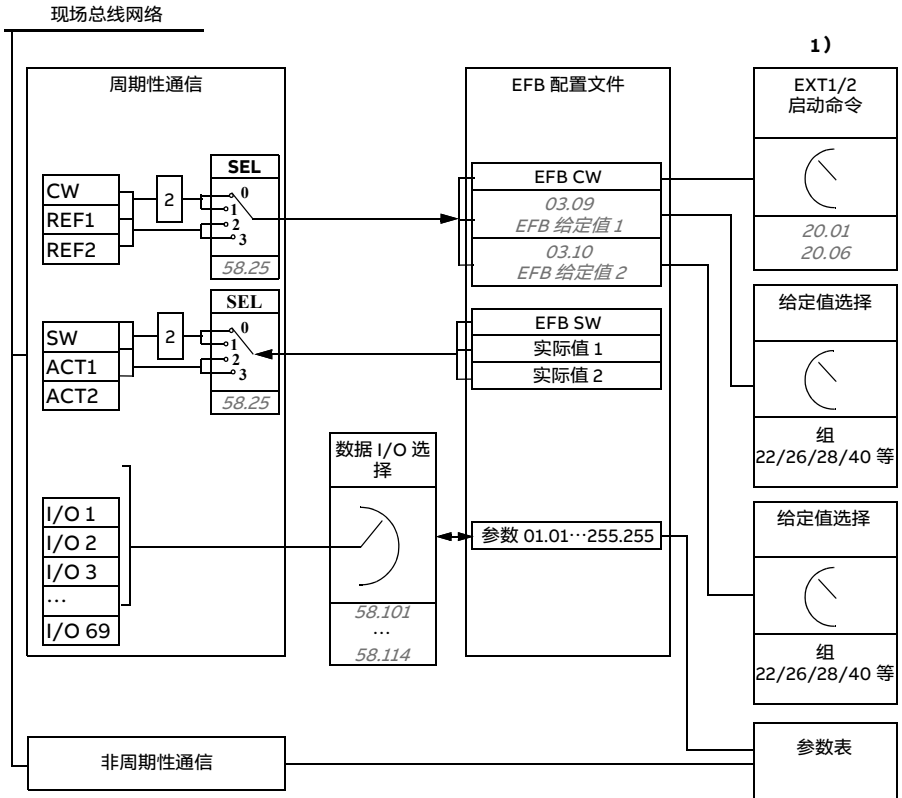 现场总线网络
1）
周期性通信
EFB 配置文件
EXT1/2
启动命令
SEL
CW
REF1
REF2
2
0
1
2
3
58.25
EFB CW
03.09
EFB 给定值 1
03.10
EFB 给定值 2
20.01
20.06
SEL
SW
ACT1
ACT2
2
0
1
2
3
58.25
EFB SW
实际值 1
实际值 2
给定值选择
组
22/26/28/40 等
数据 I/O 选
择
I/O 1
I/O 2
I/O 3
…
I/O 69
58.101
…
58.114
参数 01.01…255.255
给定值选择
组
22/26/28/40 等
非周期性通信
参数表